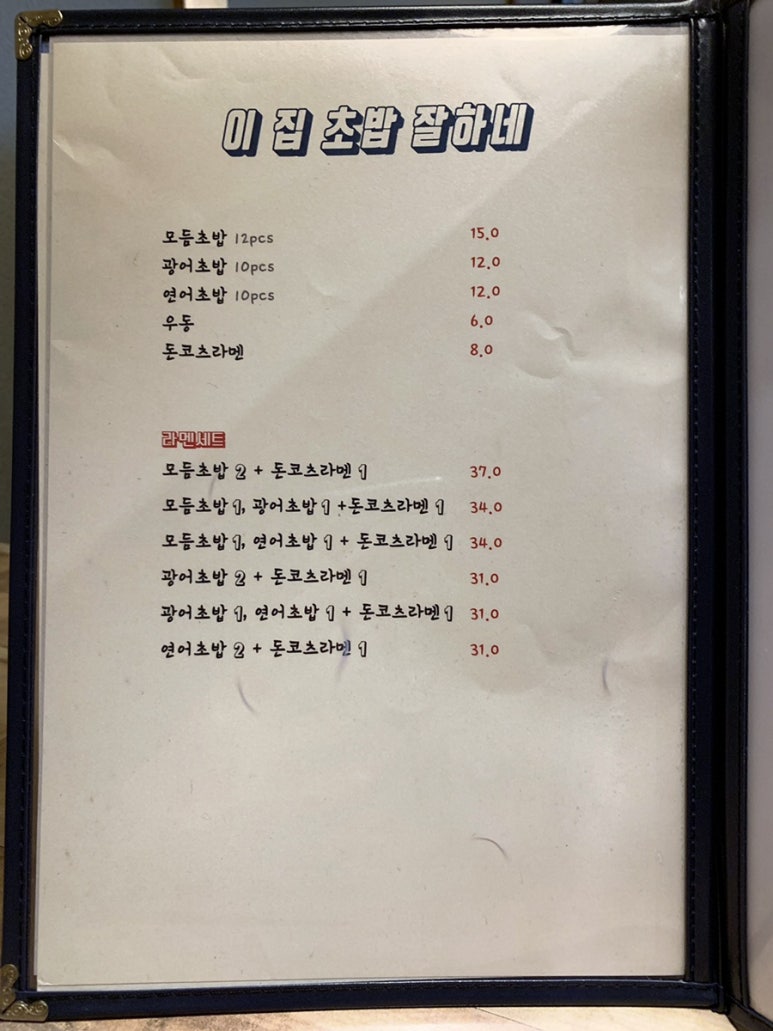 이 집 초밥 잘하네
모듬초밥 12pcs 15.0
광어초밥 10pcs 12.0
연어초밥 10pcs 12.0
우동 6.0
돈코츠라멘 8.0
라멘세트
모듬초밥 2 + 돈코츠라멘 1 37.0
모듬초밥 1, 광어초밥 1 +돈코츠라멘 1 34.0
모듬초밥 1, 연어초밥 1 + 돈코츠라멘 1 34.0
광어초밥 2 + 돈코츠라멘 1 31.0
광어초밥 1, 연어초밥 1 + 돈코츠라멘 1 31.0
연어초밥 2 + 돈코츠라멘 1 31.0